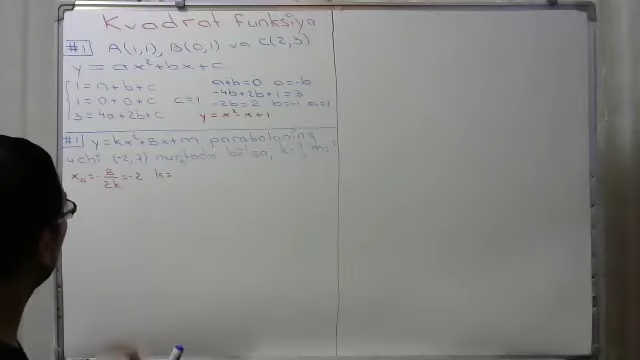 Kvadrat funksiya
#1 A(1,1), B(0,1) va C(2,3)
y = ax²+bx+c
1 = a+b+c a+b=0 a=-b
1 = 0+0+c c=1 -4b+2b+1=3
3 = 4a+2b+c -2b=2 b=-1 a=1
y=x²-x+1
#1 y=kx²+8x+m parabolaning
uchi (-2,7) nuqtada bo'lsa, k=? m=?
x₀=-8/2k=-2 k=